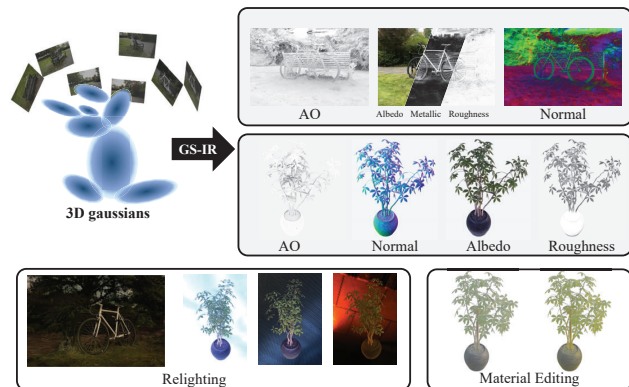 AO
Albedo Metallic Roughness
Normal
GS-IR
3D gaussians
AO
Normal
Albedo
Roughness
Relighting
Material Editing